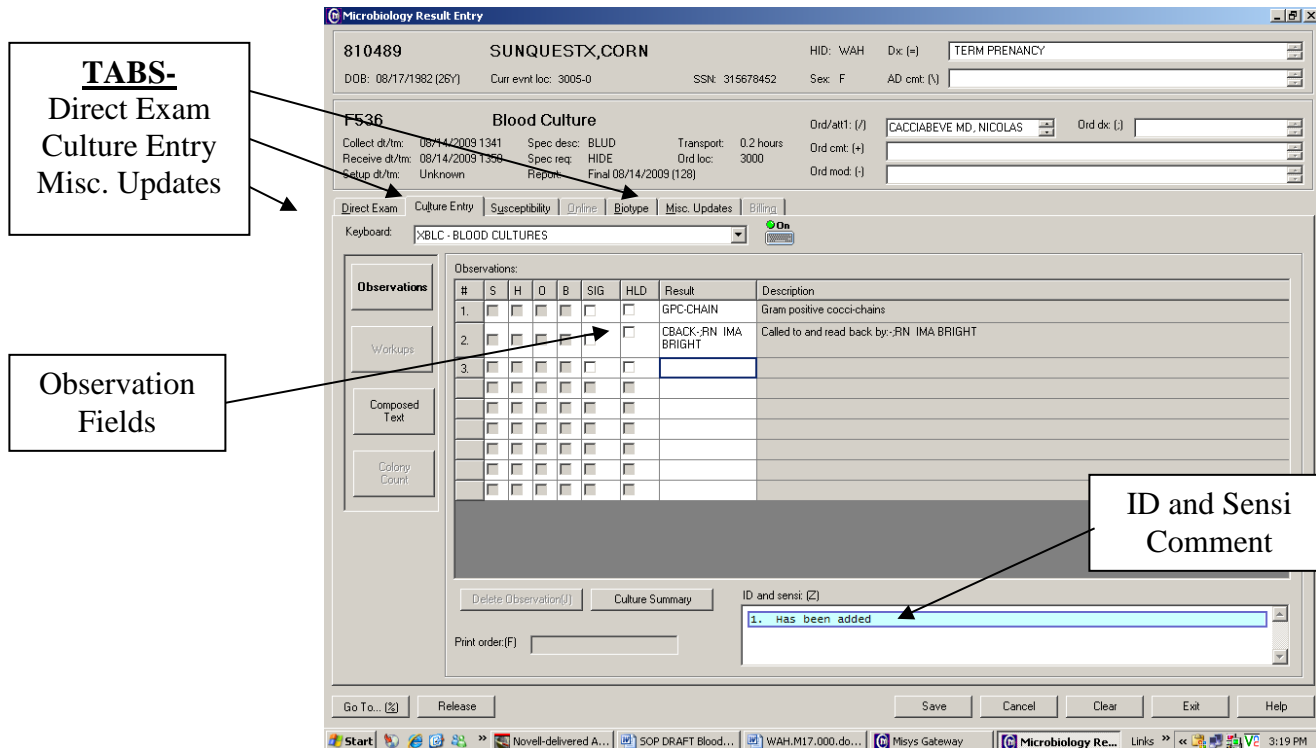 Microbiology Result Entry
TABS-
Direct Exam
Culture Entry
Misc. Updates
810489 SUNQUESTX,CORN HID: WAH Dx: (=) TERM PRENANCY
DOB: 08/17/1982 (26Y) Curr evnt loc: 3005-0 SSN: 315678452 Sex: F AD cmt: (\)
F536 Blood Culture Ord/att1: (/) CACCIABEVE MD, NICOLAS Ord dx: (;)
Collect dt/tm: 08/14/2009 1341 Spec desc: BLUD Transport: 0.2 hours Ord cmt: (+)
Receive dt/tm: 08/14/2009 1350 Spec req: HIDE Ord loc: 3000
Setup dt/tm: Unknown Report: Final 08/14/2009 (128) Ord mod: (-)
Direct Exam Culture Entry Susceptibility Online Biotype Misc. Updates Billing
Keyboard: XBLC - BLOOD CULTURES On
Observations
Workups
Composed
Text
Colony
Count
Observation
Fields
Observations:
# S H O B SIG HLD Result Description
1. GPC-CHAIN Gram positive cocci-chains
2. CBACK-;RN IMA BRIGHT Called to and read back by:-;RN IMA BRIGHT
3.
ID and Sensi
Comment
Delete Observation(J) Culture Summary ID and sensi: (Z)
1. Has been added
Print order:(F)
Go To... (%) Release Save Cancel Clear Exit Help
Start » Novell-delivered A... SOP DRAFT Blood... WAH.M17.000.do... Misys Gateway Microbiology Re... Links » « 3:19 PM